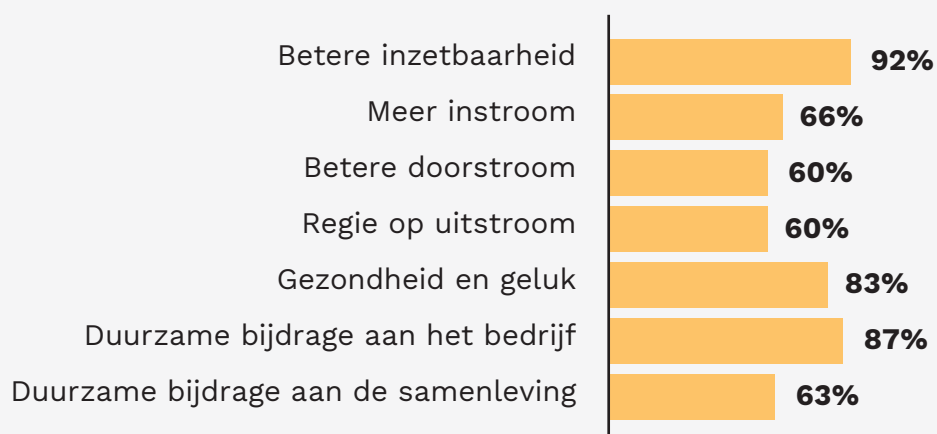 Betere inzetbaarheid 92%
Meer instroom 66%
Betere doorstroom 60%
Regie op uitstroom 60%
Gezondheid en geluk 83%
Duurzame bijdrage aan het bedrijf 87%
Duurzame bijdrage aan de samenleving 63%